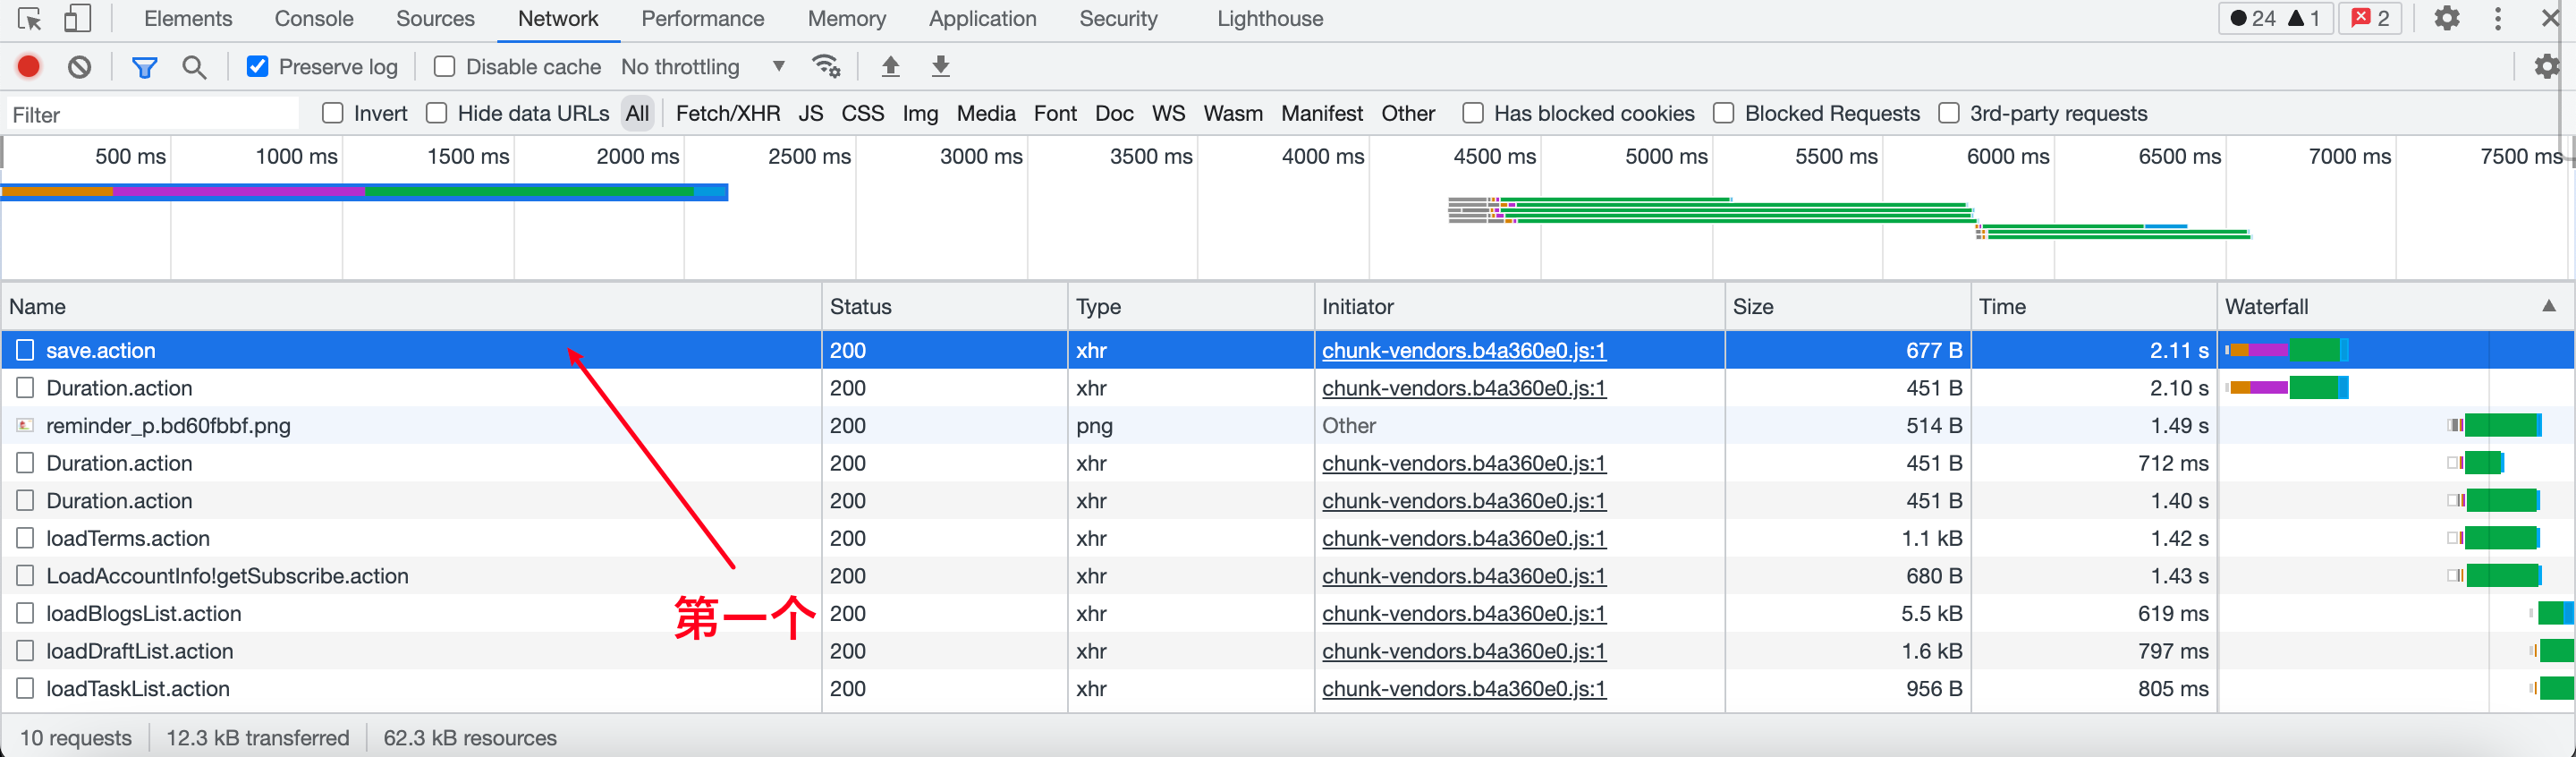 Elements Console Sources Network Performance Memory Application Security Lighthouse 24 1 2
Preserve log Disable cache No throttling
Filter Invert Hide data URLs All Fetch/XHR JS CSS Img Media Font Doc WS Wasm Manifest Other Has blocked cookies Blocked Requests 3rd-party requests
500 ms 1000 ms 1500 ms 2000 ms 2500 ms 3000 ms 3500 ms 4000 ms 4500 ms 5000 ms 5500 ms 6000 ms 6500 ms 7000 ms 7500 ms
Name Status Type Initiator Size Time Waterfall
save.action 200 xhr chunk-vendors.b4a360e0.js:1 677 B 2.11 s
Duration.action 200 xhr chunk-vendors.b4a360e0.js:1 451 B 2.10 s
reminder_p.bd60fbbf.png 200 png Other 514 B 1.49 s
Duration.action 200 xhr chunk-vendors.b4a360e0.js:1 451 B 712 ms
Duration.action 200 xhr chunk-vendors.b4a360e0.js:1 451 B 1.40 s
loadTerms.action 200 xhr chunk-vendors.b4a360e0.js:1 1.1 kB 1.42 s
LoadAccountInfo!getSubscribe.action 200 xhr chunk-vendors.b4a360e0.js:1 680 B 1.43 s
第一个
loadBlogsList.action 200 xhr chunk-vendors.b4a360e0.js:1 5.5 kB 619 ms
loadDraftList.action 200 xhr chunk-vendors.b4a360e0.js:1 1.6 kB 797 ms
loadTaskList.action 200 xhr chunk-vendors.b4a360e0.js:1 956 B 805 ms
10 requests 12.3 kB transferred 62.3 kB resources